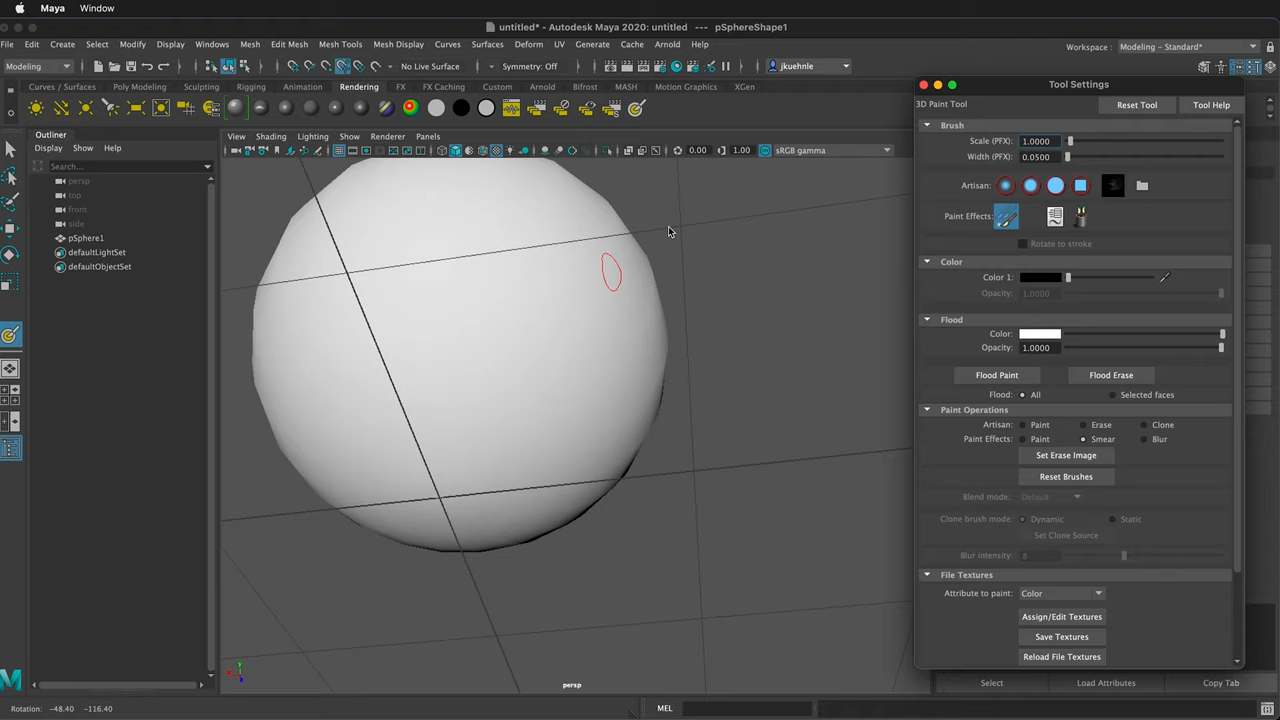 Maya Window
untitled* - Autodesk Maya 2020: untitled --- pSphereShape1
File Edit Create Select Modify Display Windows Mesh Edit Mesh Mesh Tools Mesh Display Curves Surfaces Deform UV Generate Cache Arnold Help
Workspace : Modeling - Standard*
Modeling No Live Surface Symmetry: Off jkuehnle
Curves / Surfaces Poly Modeling Sculpting Rigging Animation Rendering FX FX Caching Custom Arnold Bifrost MASH Motion Graphics XGen
Outliner
Display Show Help
Search...
persp
top
front
side
pSphere1
defaultLightSet
defaultObjectSet
View Shading Lighting Show Renderer Panels
0.00 1.00 sRGB gamma
persp
Tool Settings
3D Paint Tool Reset Tool Tool Help
Brush
Scale (PFX): 1.0000
Width (PFX): 0.0500
Artisan:
Paint Effects:
Rotate to stroke
Color
Color 1:
Opacity: 1.0000
Flood
Color:
Opacity: 1.0000
Flood Paint Flood Erase
Flood: All Selected faces
Paint Operations
Artisan: Paint Erase Clone
Paint Effects: Paint Smear Blur
Set Erase Image
Reset Brushes
Blend mode: Default
Clone brush mode: Dynamic Static
Set Clone Source
Blur intensity: 8
File Textures
Attribute to paint: Color
Assign/Edit Textures
Save Textures
Reload File Textures
Select Load Attributes Copy Tab
Rotation: -48.40 -116.40 MEL